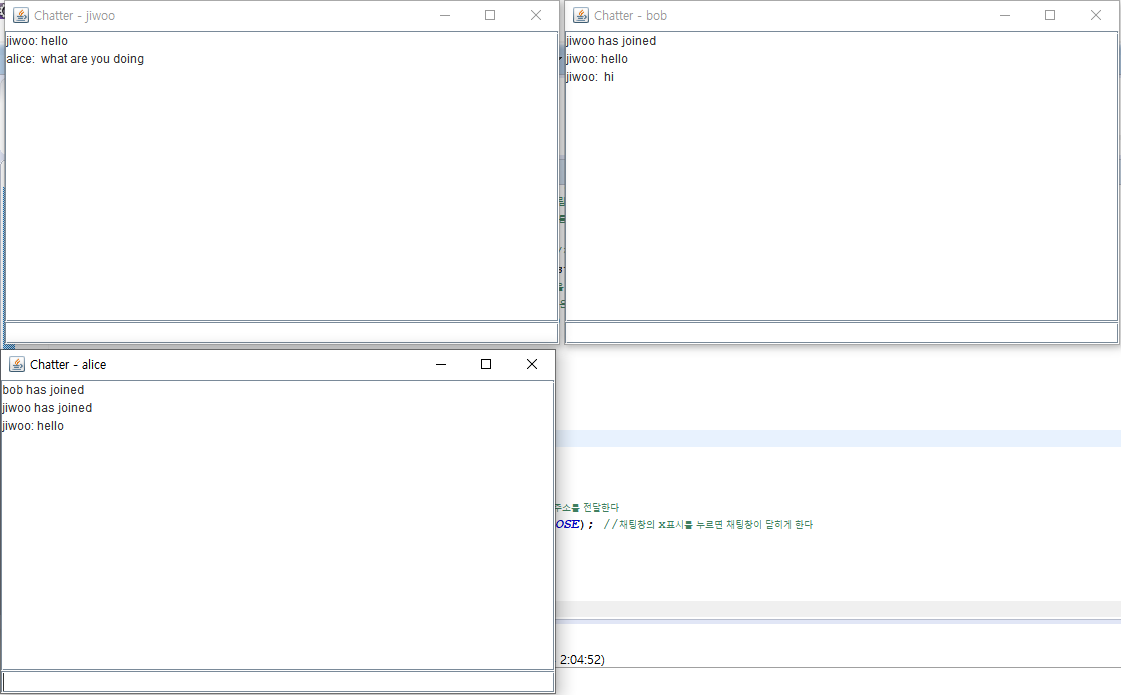 Chatter - jiwoo
jiwoo: hello
alice:  what are you doing
Chatter - bob
jiwoo has joined
jiwoo: hello
jiwoo:  hi
Chatter - alice
bob has joined
jiwoo has joined
jiwoo: hello
주소를 전달한다
OSE); //채팅창의 x표시를 누르면 채팅창이 닫히게 한다
2:04:52)